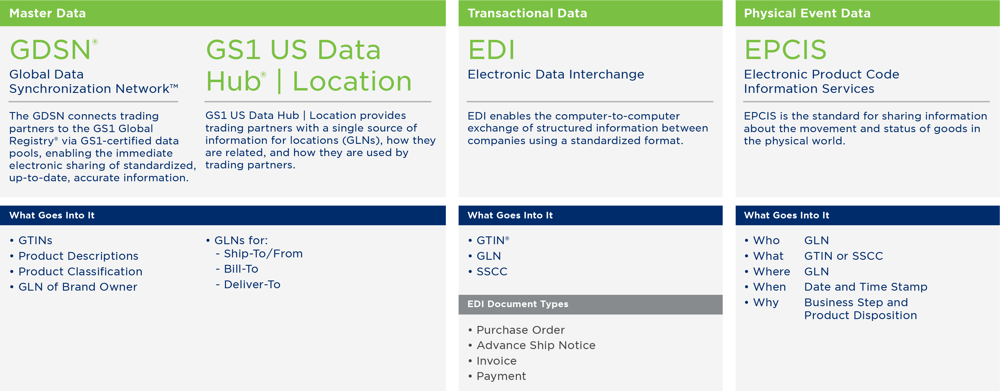 Master Data
GDSN®
Global Data
Synchronization Network™
The GDSN connects trading
partners to the GS1 Global
Registry® via GS1-certified data
pools, enabling the immediate
electronic sharing of standardized,
up-to-date, accurate information.
GS1 US Data
Hub® | Location
GS1 US Data Hub | Location provides
trading partners with a single source of
information for locations (GLNs), how they
are related, and how they are used by
trading partners.
What Goes Into It
• GTINs
• Product Descriptions
• Product Classification
• GLN of Brand Owner
• GLNs for:
- Ship-To/From
- Bill-To
- Deliver-To
Transactional Data
EDI
Electronic Data Interchange
EDI enables the computer-to-computer
exchange of structured information between
companies using a standardized format.
What Goes Into It
• GTIN®
• GLN
• SSCC
EDI Document Types
• Purchase Order
• Advance Ship Notice
• Invoice
• Payment
Physical Event Data
EPCIS
Electronic Product Code
Information Services
EPCIS is the standard for sharing information
about the movement and status of goods in
the physical world.
What Goes Into It
• Who GLN
• What GTIN or SSCC
• Where GLN
• When Date and Time Stamp
• Why Business Step and
Product Disposition